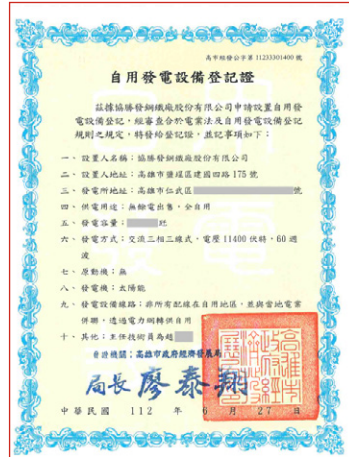 高市經發公字第 11233301400 號
自用發電設備登記證
茲據協勝發鋼鐵廠股份有限公司申請設置自用發
電設備登記，經審查合於電業法及自用發電設備登記
規則之規定，特發給登記證，並記事項如下：
一、設置人名稱：協勝發鋼鐵廠股份有限公司
二、設置人地址：高雄市鹽埕區建國四路 175 號
三、發電所地址：高雄市仁武區 號
四、供電用途：無餘電出售，全自用
五、發電容量： 瓩
六、發電方式：交流三相三線式，電壓 11400 伏特，60 週
波
七、原動機：無
八、發電機：太陽能
九、發電設備線路：非所有配線在自用地區，並與當地電業
併聯，透過電力網轉供自用
十、其他：主任技術員為趙
發證機關：高雄市政府經濟發展局
局長 廖泰翔
中華民國 112 年 6 月 27 日